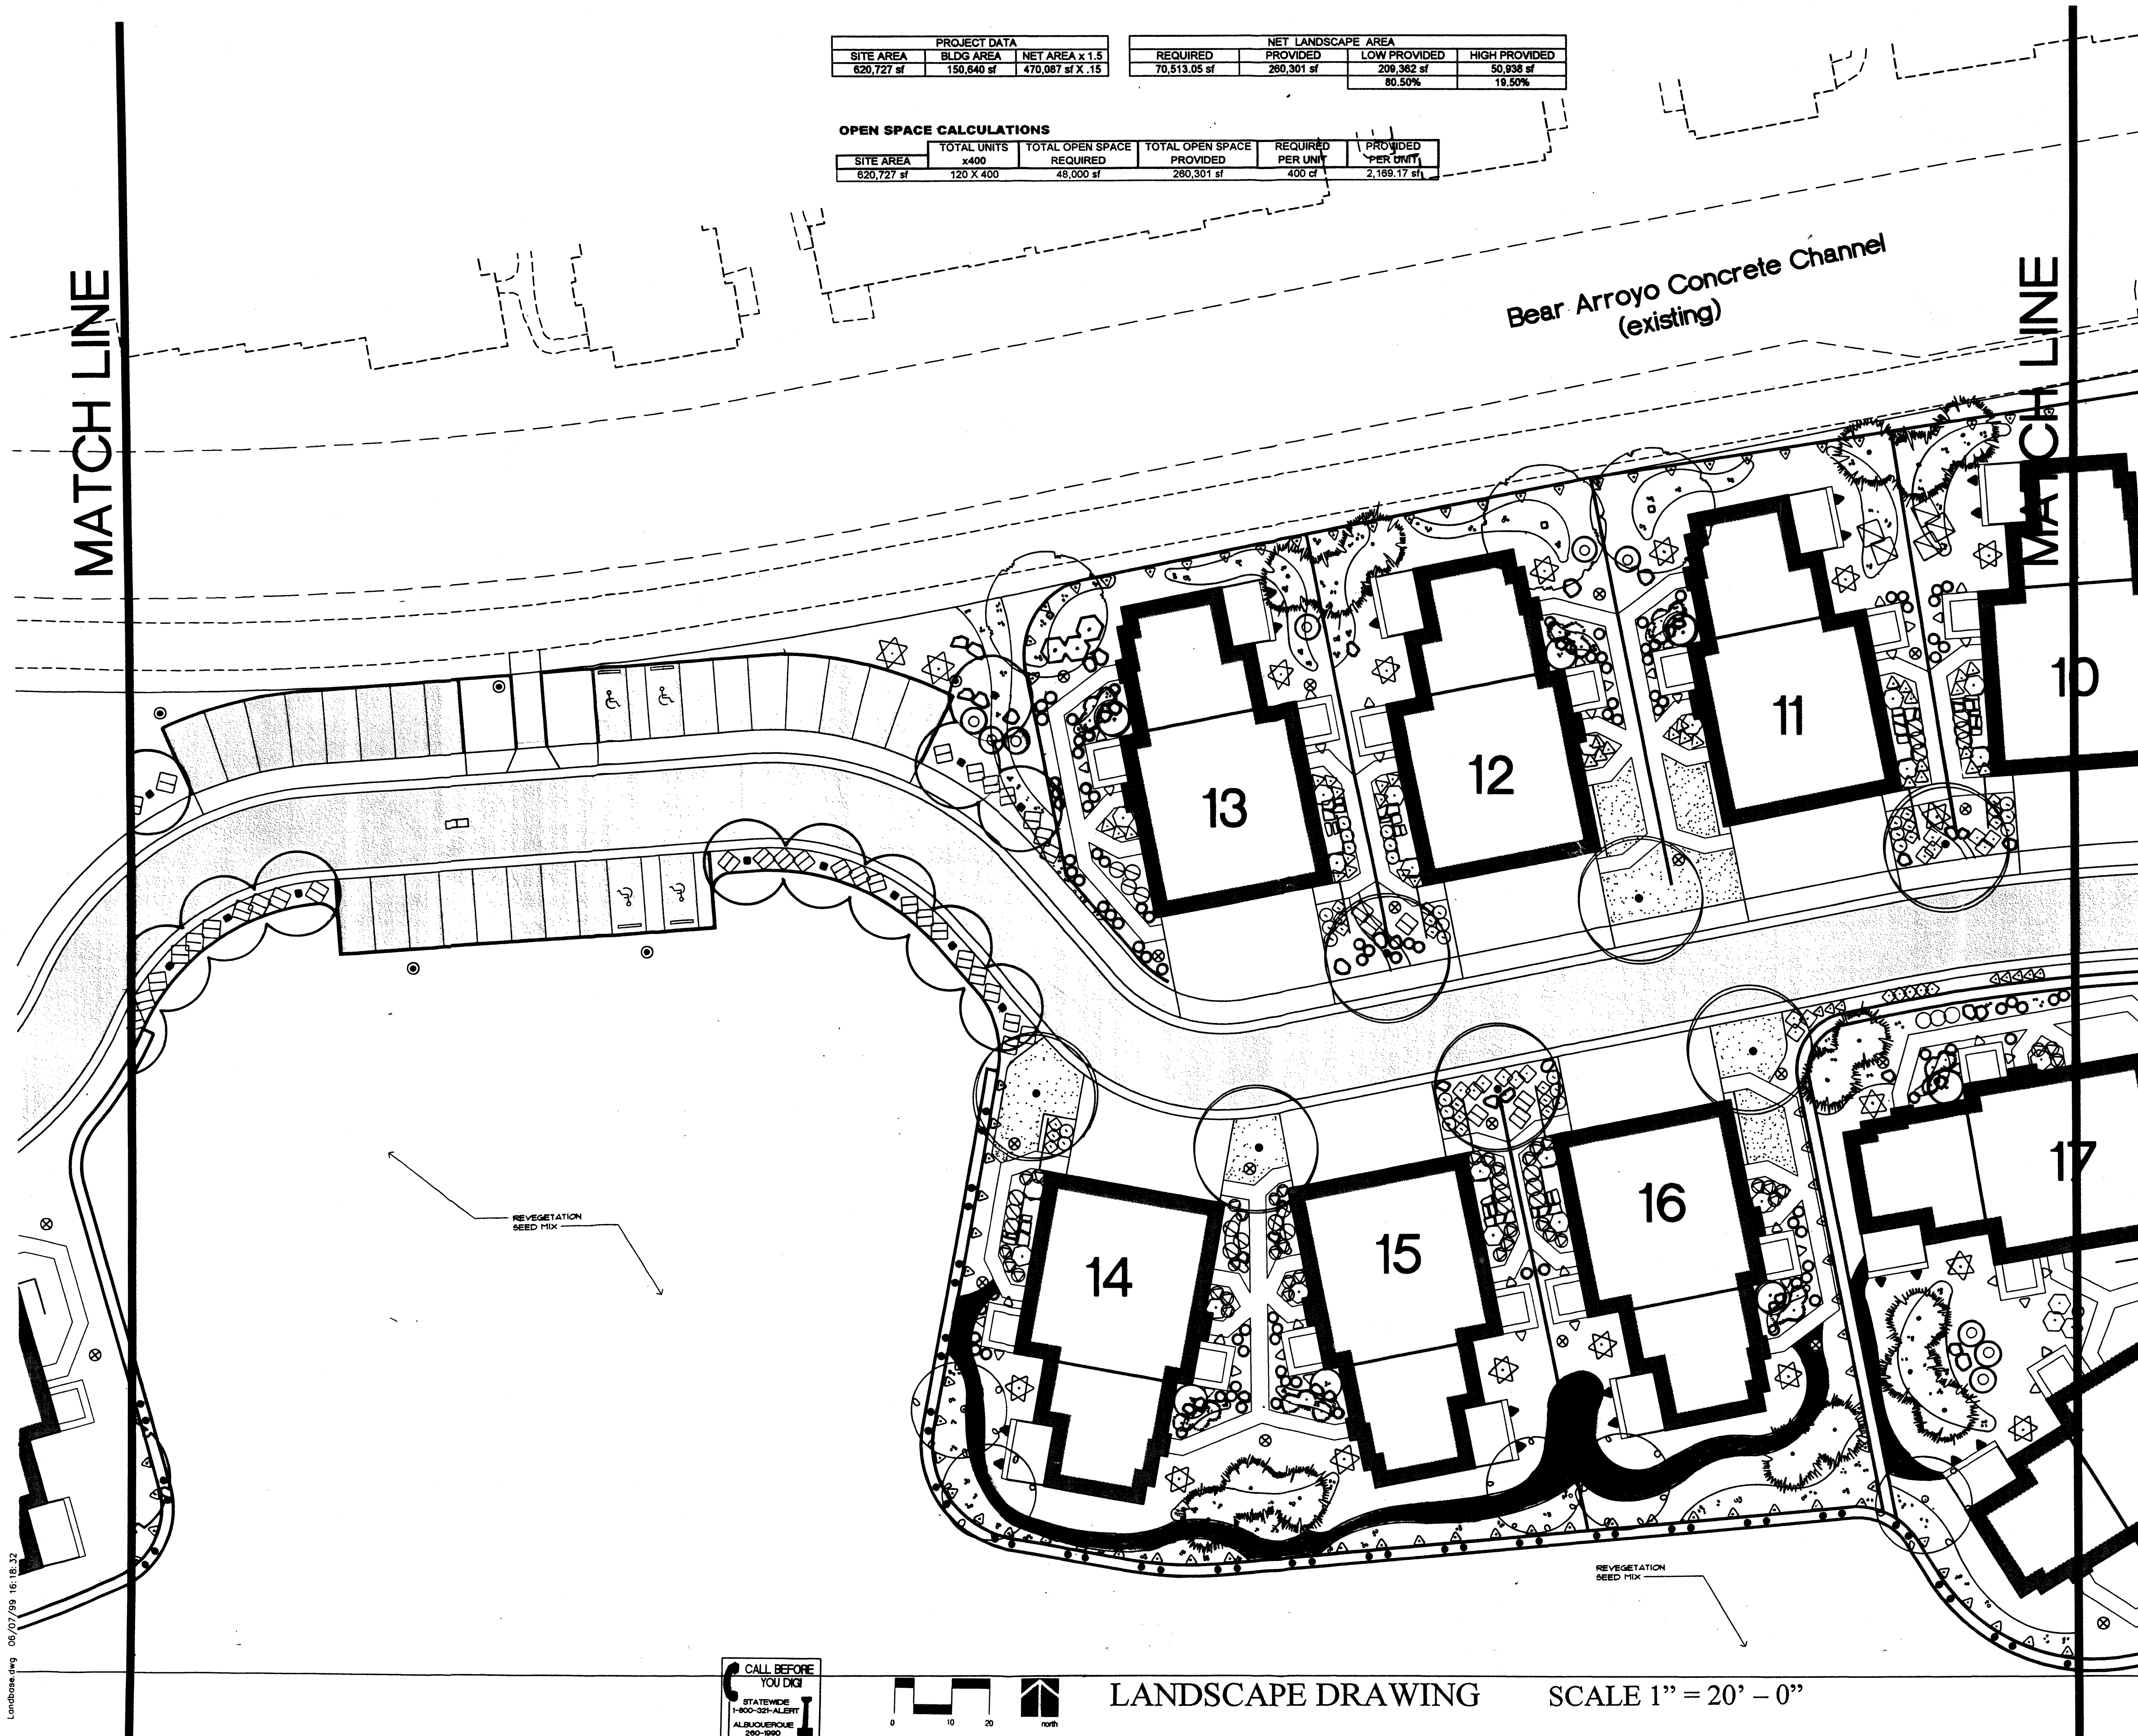 PROJECT DATA
SITE AREA BLDG AREA NET AREA x 1.5
620,727 sf 150,640 sf 470,087 sf X .15
NET LANDSCAPE AREA
REQUIRED PROVIDED LOW PROVIDED HIGH PROVIDED
70,513.05 sf 260,301 sf 209,362 sf 50,938 sf
80.50% 19.50%
OPEN SPACE CALCULATIONS
TOTAL UNITS TOTAL OPEN SPACE TOTAL OPEN SPACE REQUIRED PROVIDED
SITE AREA x400 REQUIRED PROVIDED PER UNIT PER UNIT
620,727 sf 120 X 400 48,000 sf 260,301 sf 400 cf 2,169.17 sf
Bear Arroyo Concrete Channel
(existing)
MATCH LINE
MATCH LINE
10
11
12
13
14
15
16
17
REVEGETATION
SEED MIX
REVEGETATION
SEED MIX
Landbase.dwg 06/07/99 16:18:32
CALL BEFORE
YOU DIG!
STATEWIDE
1-800-321-ALERT
ALBUQUERQUE
260-1990
0 10 20
north
LANDSCAPE DRAWING SCALE 1” = 20’ – 0”